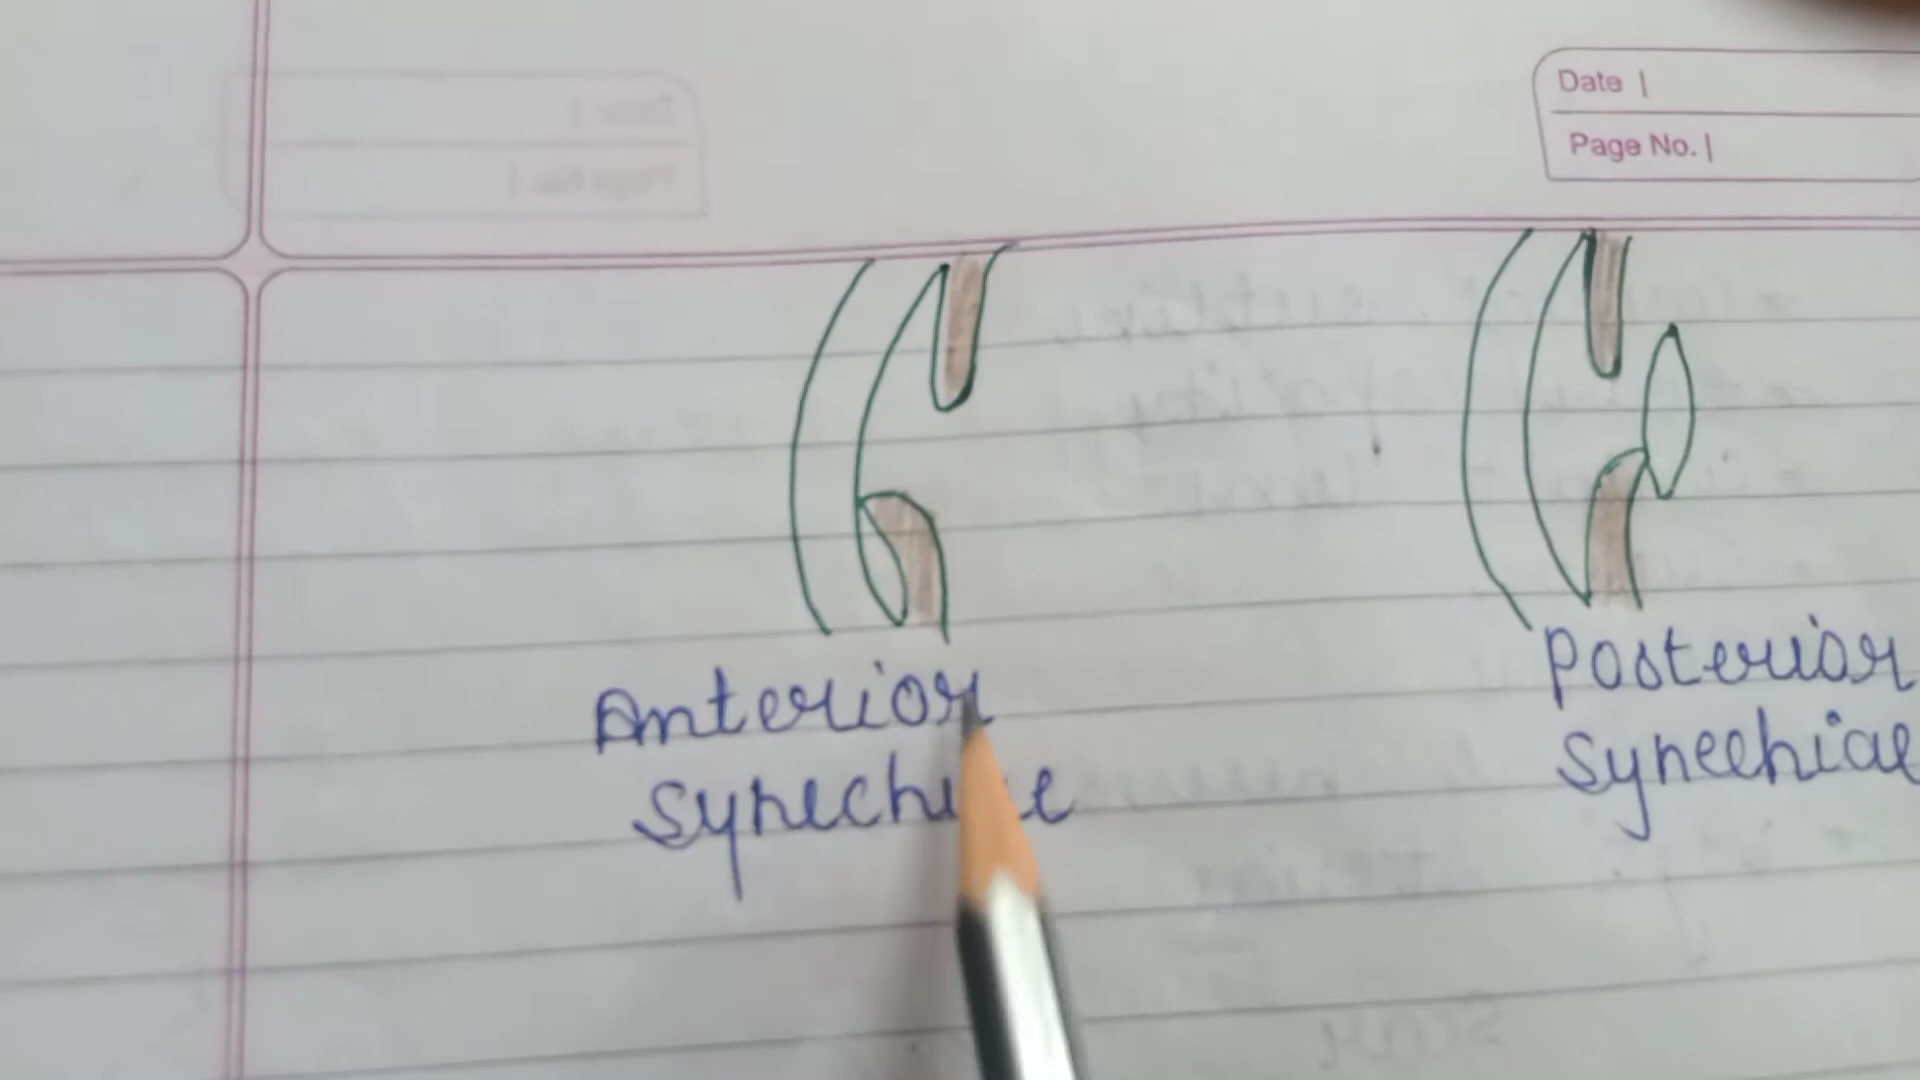 Date |
Page No. |
Anterior
synechiae
Posterior
synechiae